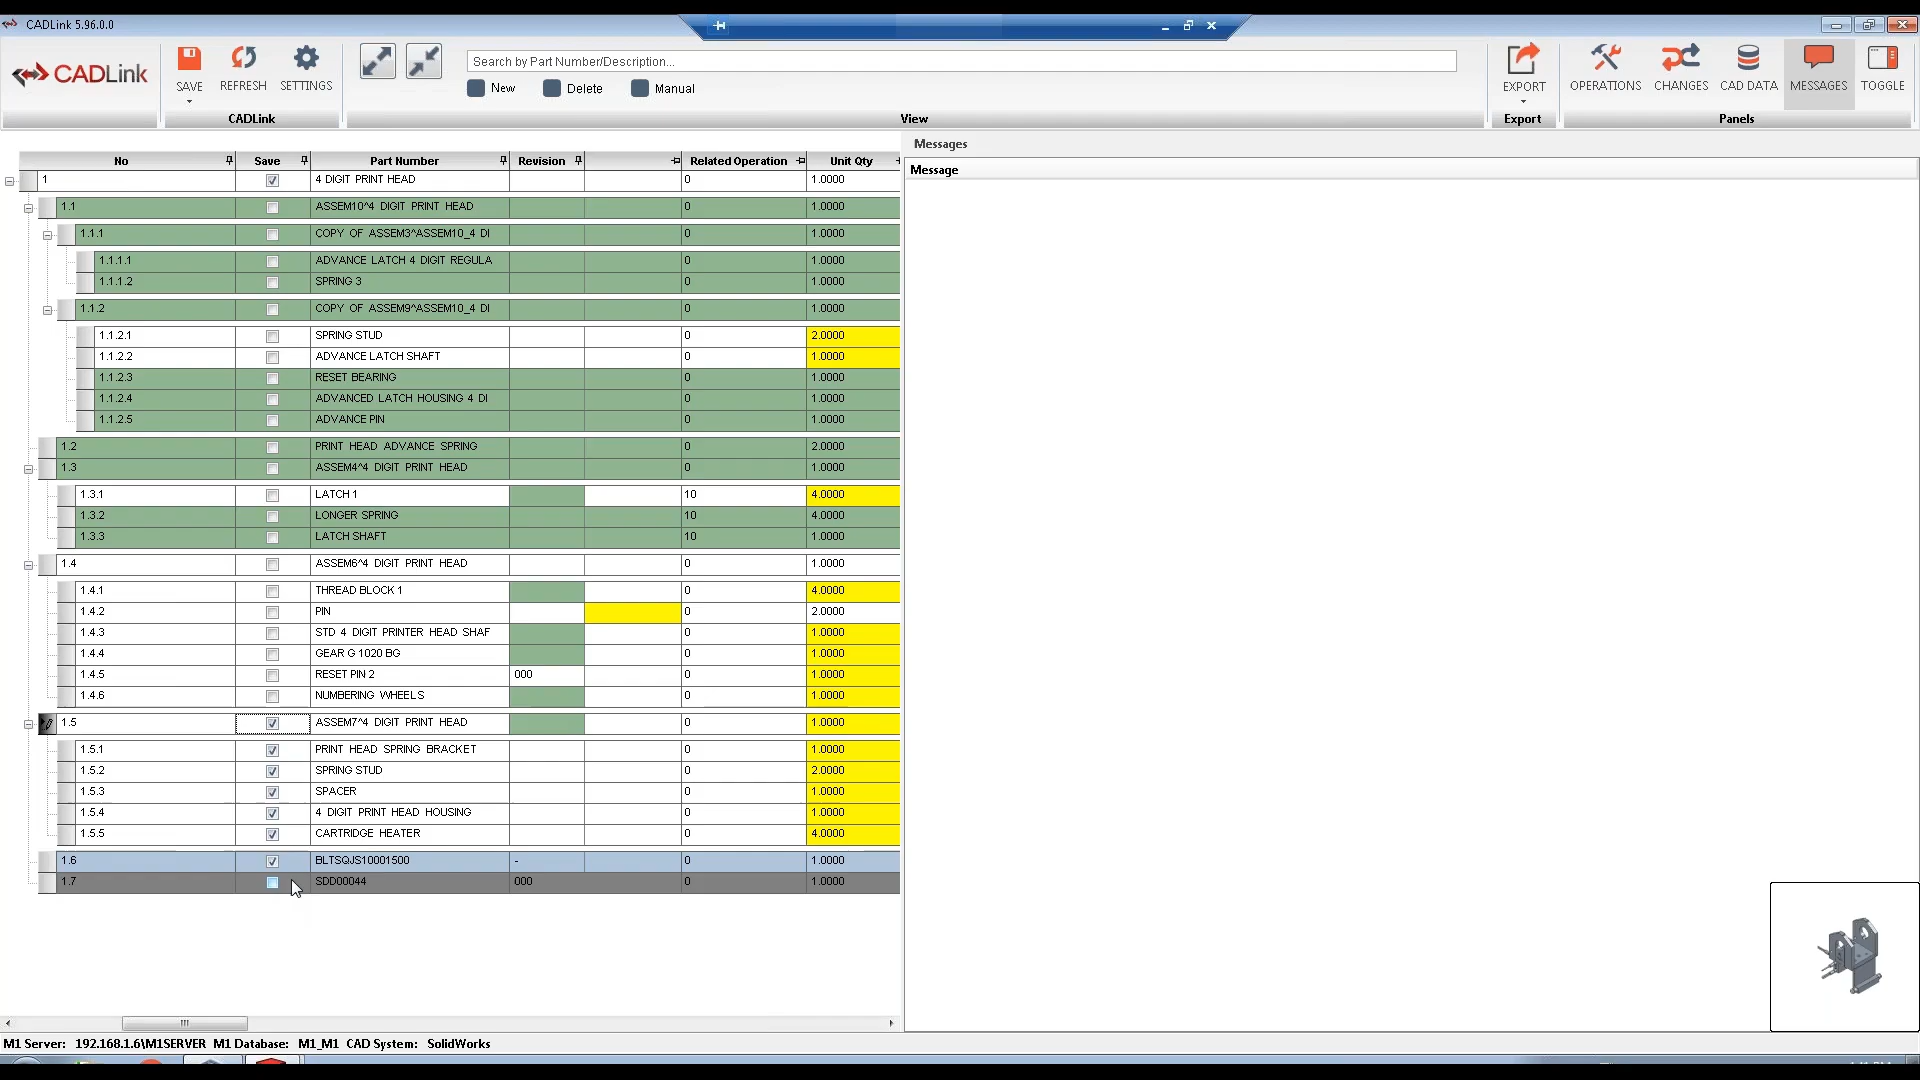 CADLink 5.96.0.0
CADLink
SAVE
REFRESH
SETTINGS
CADLink
Search by Part Number/Description...
New
Delete
Manual
View
EXPORT
Export
OPERATIONS
CHANGES
CAD DATA
MESSAGES
TOGGLE
Panels
No Save Part Number Revision Related Operation Unit Qty
1 4 DIGIT PRINT HEAD 0 1.0000
1.1 ASSEM10^4 DIGIT PRINT HEAD 0 1.0000
1.1.1 COPY OF ASSEM3^ASSEM10_4 DI 0 1.0000
1.1.1.1 ADVANCE LATCH 4 DIGIT REGULA 0 1.0000
1.1.1.2 SPRING 3 0 1.0000
1.1.2 COPY OF ASSEM9^ASSEM10_4 DI 0 1.0000
1.1.2.1 SPRING STUD 0 2.0000
1.1.2.2 ADVANCE LATCH SHAFT 0 1.0000
1.1.2.3 RESET BEARING 0 1.0000
1.1.2.4 ADVANCED LATCH HOUSING 4 DI 0 1.0000
1.1.2.5 ADVANCE PIN 0 1.0000
1.2 PRINT HEAD ADVANCE SPRING 0 2.0000
1.3 ASSEM4^4 DIGIT PRINT HEAD 0 1.0000
1.3.1 LATCH 1 10 4.0000
1.3.2 LONGER SPRING 10 4.0000
1.3.3 LATCH SHAFT 10 1.0000
1.4 ASSEM6^4 DIGIT PRINT HEAD 0 1.0000
1.4.1 THREAD BLOCK 1 0 4.0000
1.4.2 PIN 0 2.0000
1.4.3 STD 4 DIGIT PRINTER HEAD SHAF 0 1.0000
1.4.4 GEAR G 1020 BG 0 1.0000
1.4.5 RESET PIN 2 000 0 1.0000
1.4.6 NUMBERING WHEELS 0 1.0000
1.5 ASSEM7^4 DIGIT PRINT HEAD 0 1.0000
1.5.1 PRINT HEAD SPRING BRACKET 0 1.0000
1.5.2 SPRING STUD 0 2.0000
1.5.3 SPACER 0 1.0000
1.5.4 4 DIGIT PRINT HEAD HOUSING 0 1.0000
1.5.5 CARTRIDGE HEATER 0 4.0000
1.6 BLTSQJS10001500 - 0 1.0000
1.7 SDD00044 000 0 1.0000
Messages
Message
M1 Server: 192.168.1.6\M1SERVER M1 Database: M1_M1 CAD System: SolidWorks